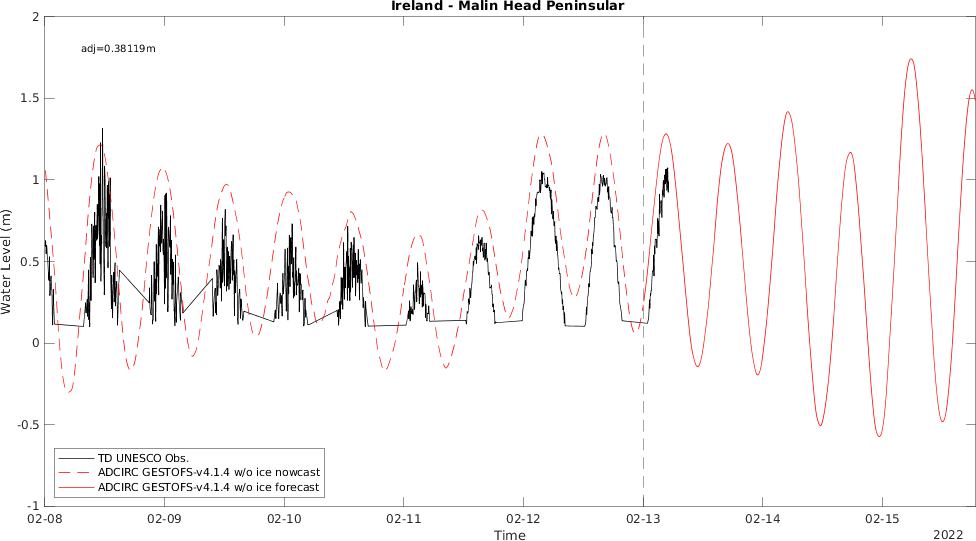 Ireland - Malin Head Peninsular
2
1.5
1
0.5
0
-0.5
-1
Water Level (m)
adj=0.38119m
TD UNESCO Obs.
ADCIRC GESTOFS-v4.1.4 w/o ice nowcast
ADCIRC GESTOFS-v4.1.4 w/o ice forecast
02-08 02-09 02-10 02-11 02-12 02-13 02-14 02-15
Time
2022